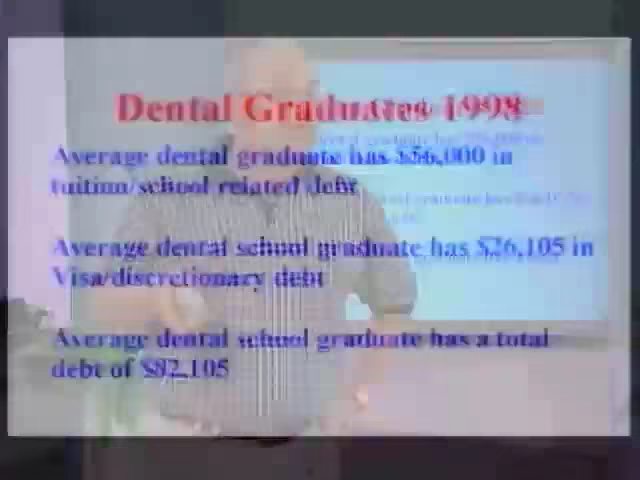 Dental Graduates 1998
Average dental graduate has $56,000 in
tuition/school related debt
Average dental school graduate has $26,105 in
Visa/discretionary debt
Average dental school graduate has a total
debt of $82,105